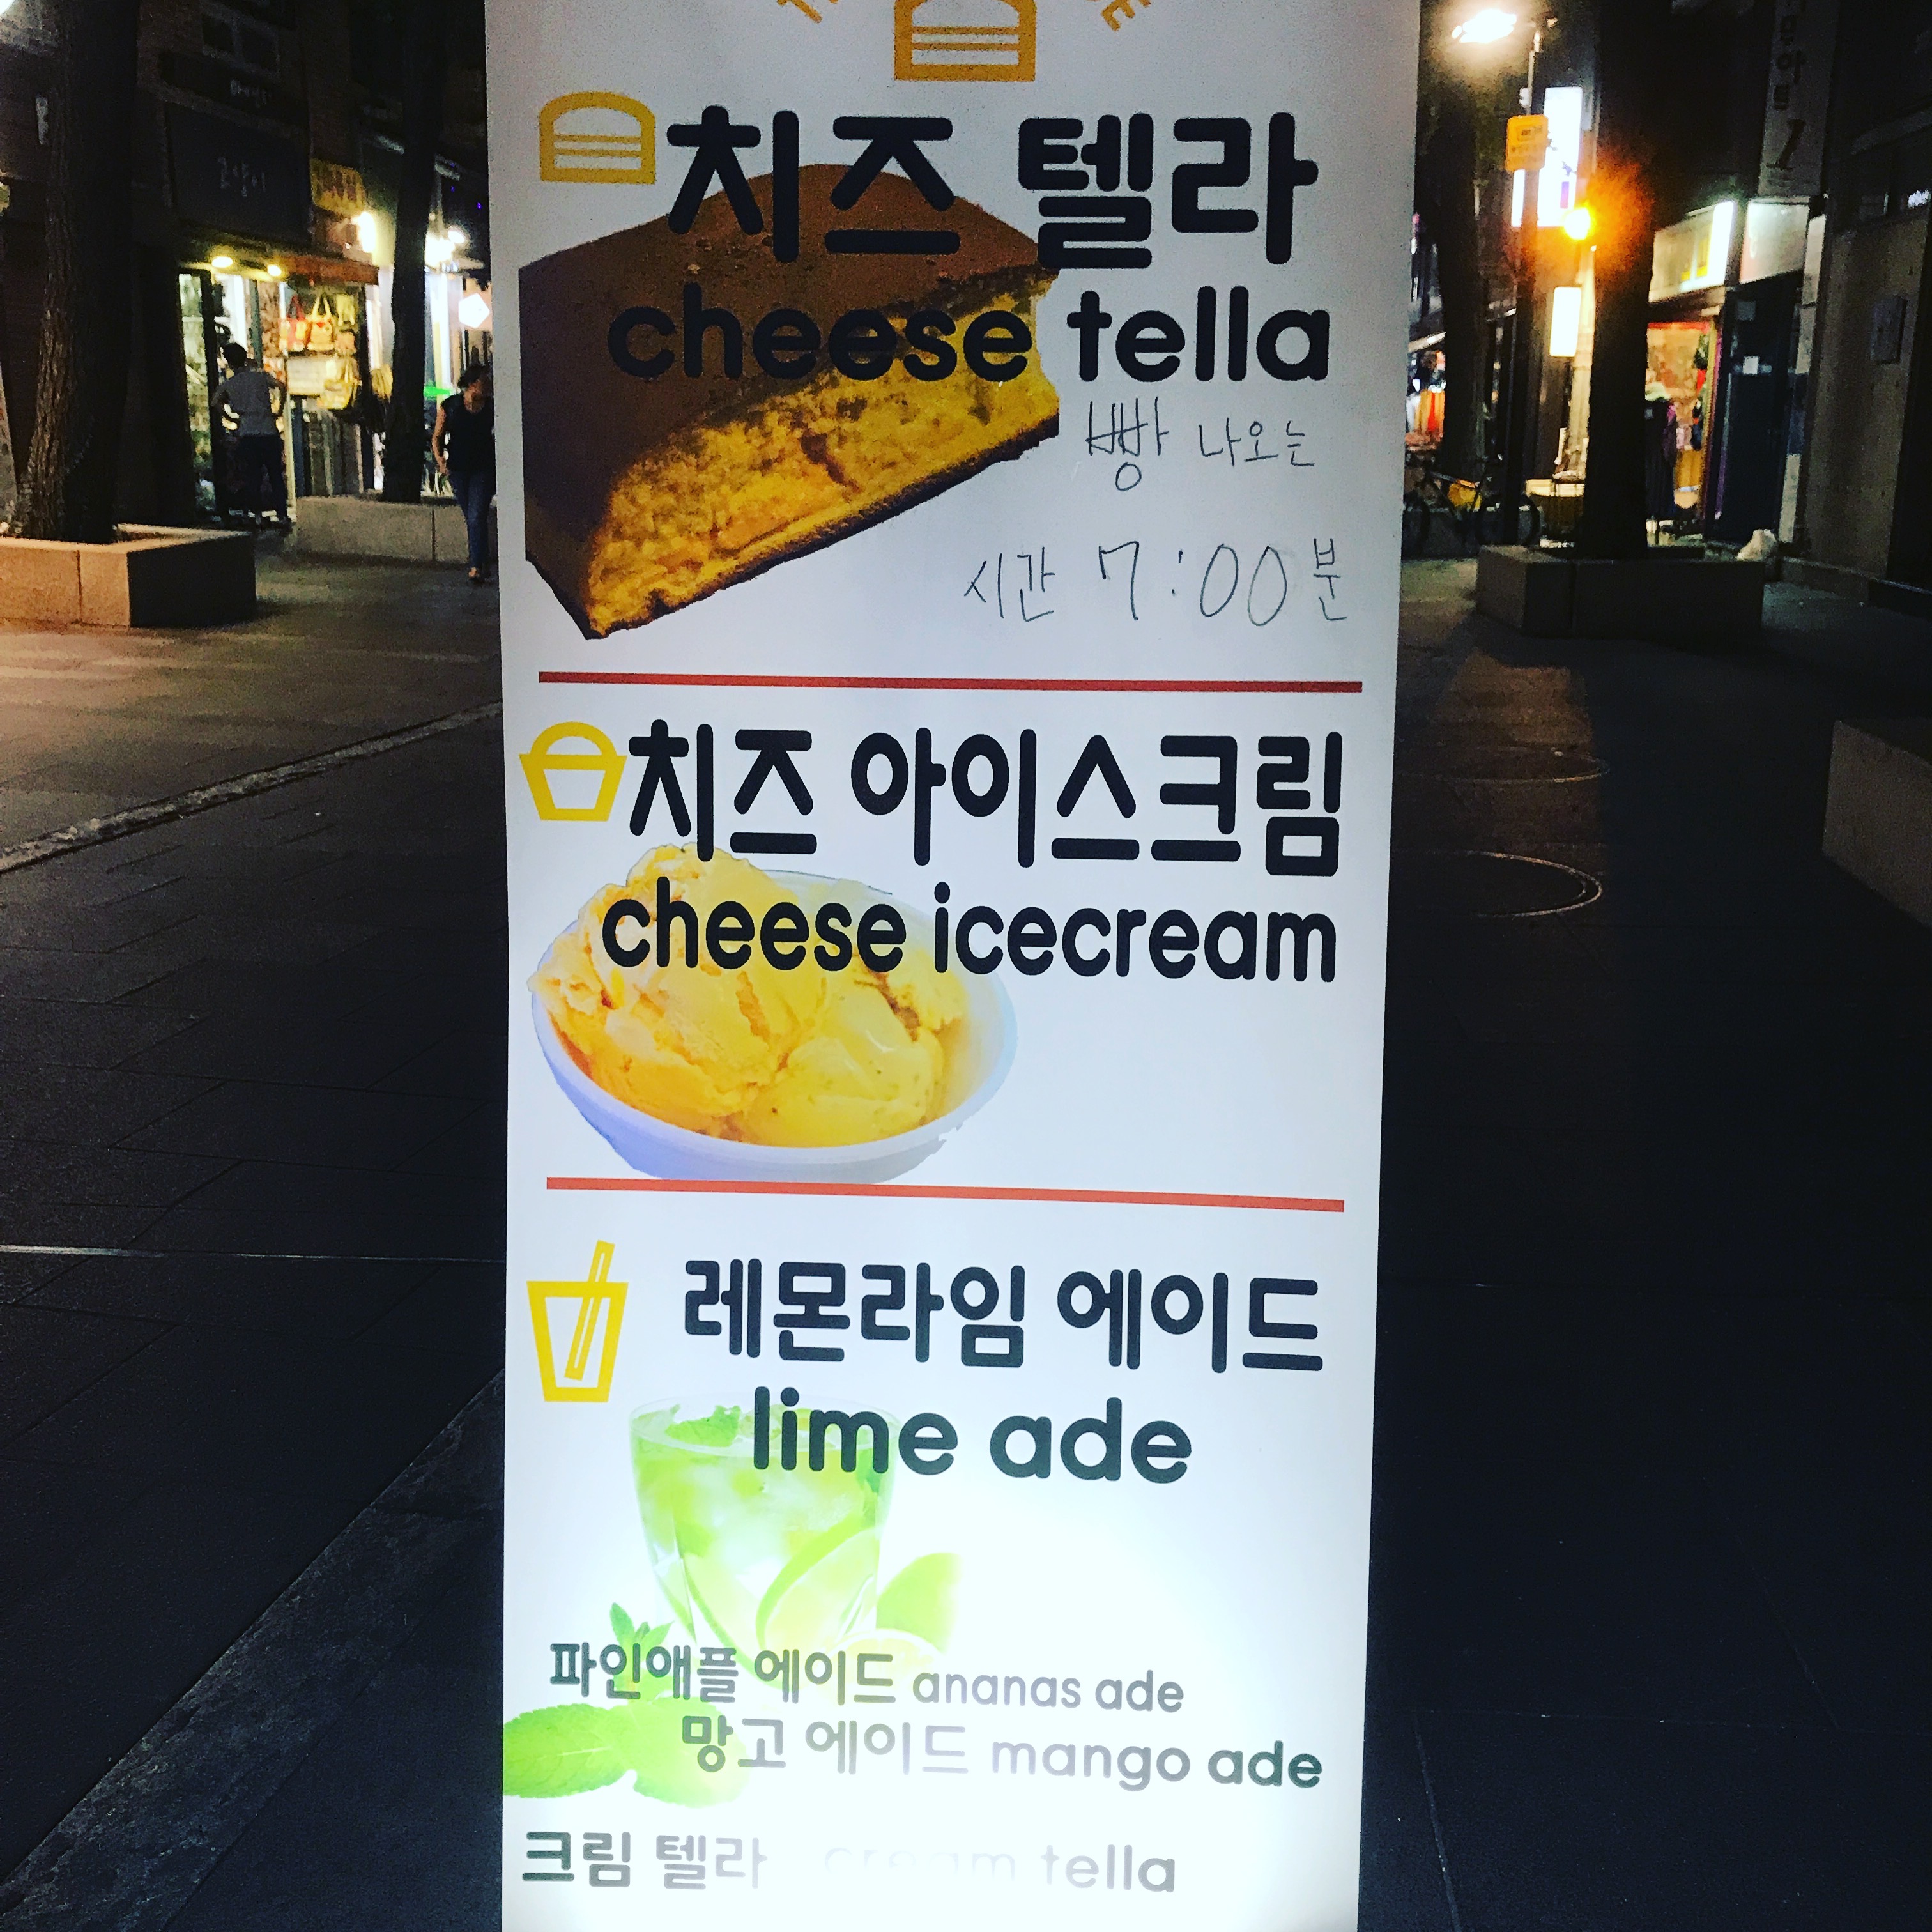 치즈 텔라
cheese tella
빵 나오는
시간 7:00분
치즈 아이스크림
cheese icecream
레몬라임 에이드
lime ade
파인애플 에이드 ananas ade
망고 에이드 mango ade
크림 텔라 cream tella